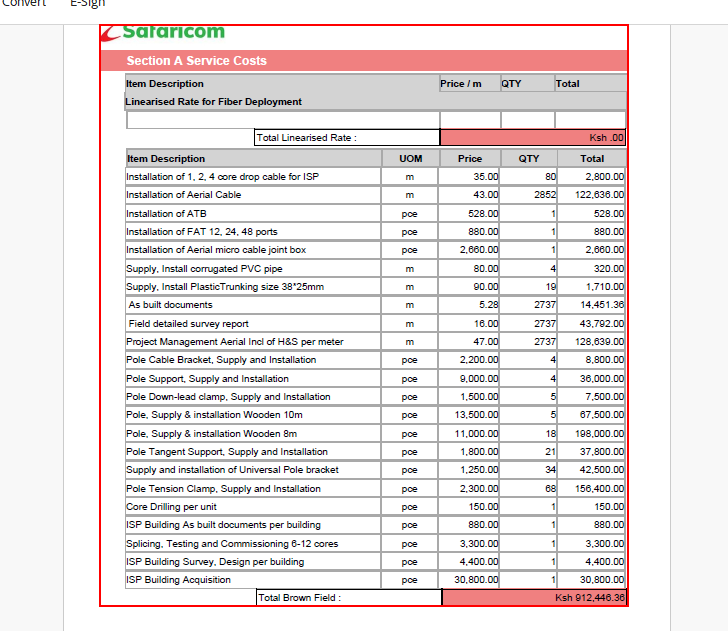 Convert E-Sign
Safaricom
Section A Service Costs
Item Description Price / m QTY Total
Linearised Rate for Fiber Deployment
Total Linearised Rate : Ksh .00
Item Description UOM Price QTY Total
Installation of 1, 2, 4 core drop cable for ISP m 35.00 80 2,800.00
Installation of Aerial Cable m 43.00 2852 122,636.00
Installation of ATB pce 528.00 1 528.00
Installation of FAT 12, 24, 48 ports pce 880.00 1 880.00
Installation of Aerial micro cable joint box pce 2,660.00 1 2,660.00
Supply, Install corrugated PVC pipe m 80.00 4 320.00
Supply, Install PlasticTrunking size 38*25mm m 90.00 19 1,710.00
As built documents m 5.28 2737 14,451.36
Field detailed survey report m 16.00 2737 43,792.00
Project Management Aerial Incl of H&S per meter m 47.00 2737 128,639.00
Pole Cable Bracket, Supply and Installation pce 2,200.00 4 8,800.00
Pole Support, Supply and Installation pce 9,000.00 4 36,000.00
Pole Down-lead clamp, Supply and Installation pce 1,500.00 5 7,500.00
Pole, Supply & installation Wooden 10m pce 13,500.00 5 67,500.00
Pole, Supply & installation Wooden 8m pce 11,000.00 18 198,000.00
Pole Tangent Support, Supply and Installation pce 1,800.00 21 37,800.00
Supply and installation of Universal Pole bracket pce 1,250.00 34 42,500.00
Pole Tension Clamp, Supply and Installation pce 2,300.00 68 156,400.00
Core Drilling per unit pce 150.00 1 150.00
ISP Building As built documents per building pce 880.00 1 880.00
Splicing, Testing and Commissioning 6-12 cores pce 3,300.00 1 3,300.00
ISP Building Survey, Design per building pce 4,400.00 1 4,400.00
ISP Building Acquisition pce 30,800.00 1 30,800.00
Total Brown Field : Ksh 912,446.36